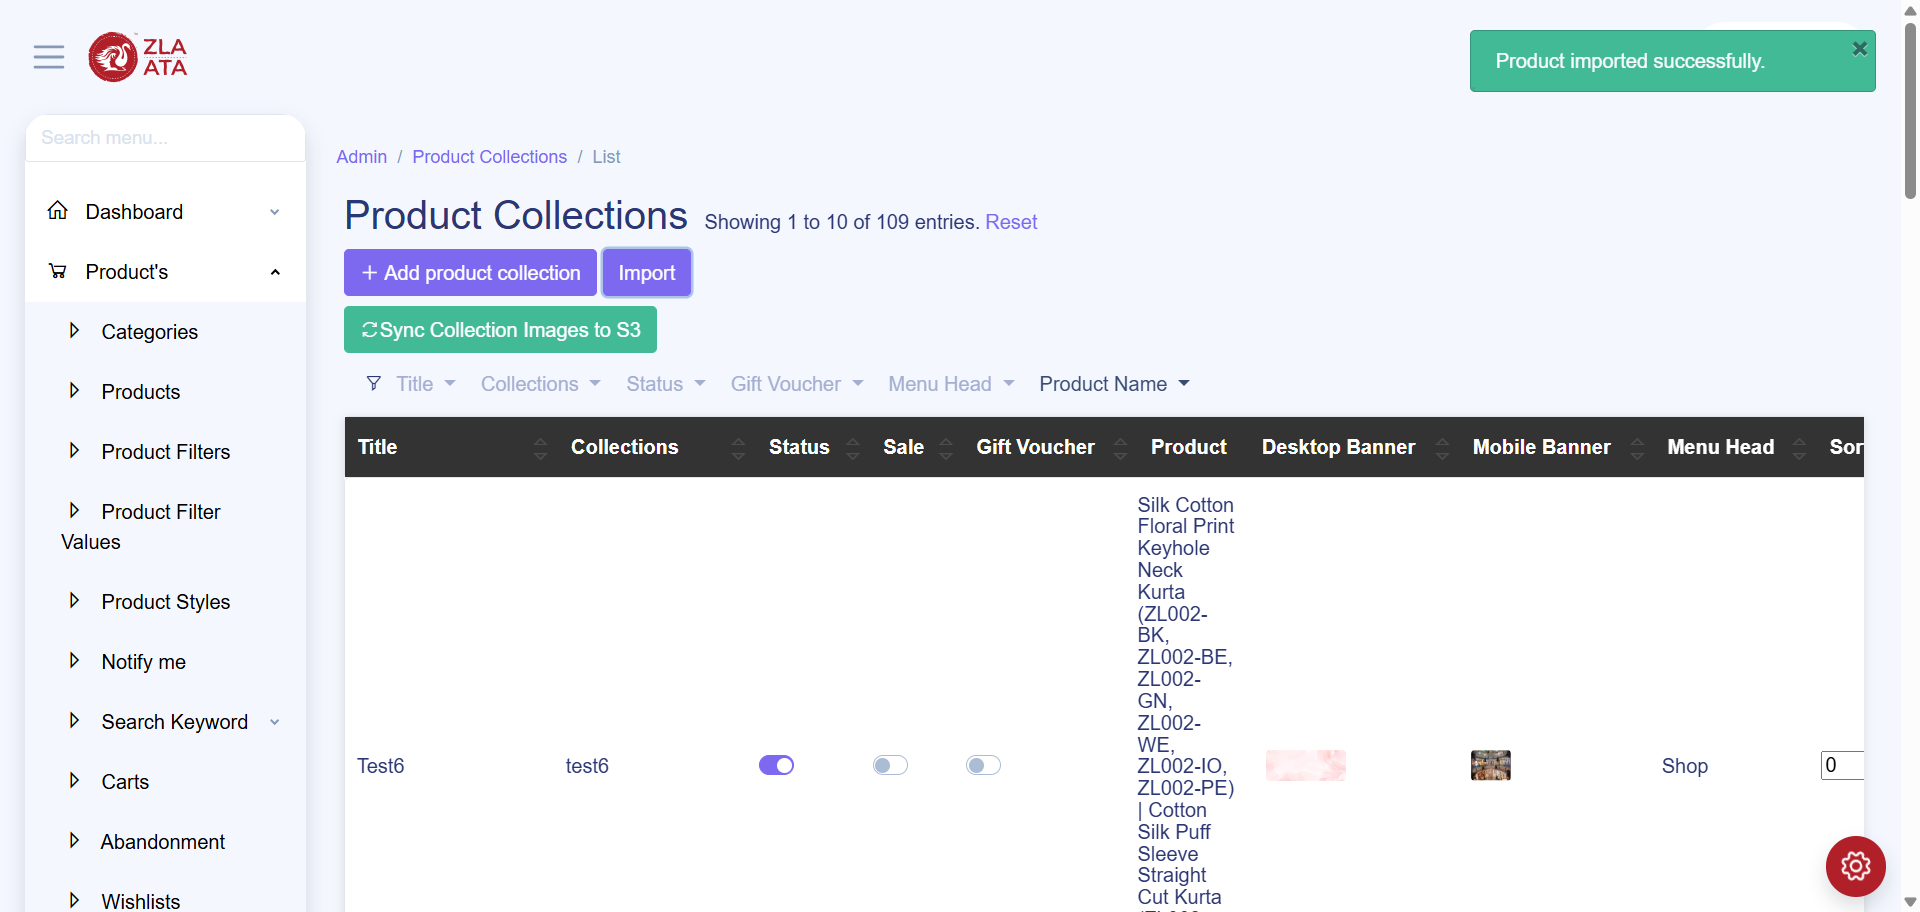 ZLA
ATA
Product imported successfully.
Search menu...
Dashboard
Product's
Categories
Products
Product Filters
Product Filter
Values
Product Styles
Notify me
Search Keyword
Carts
Abandonment
Wishlists
Admin / Product Collections / List
Product Collections Showing 1 to 10 of 109 entries. Reset
+ Add product collection Import
Sync Collection Images to S3
Title Collections Status Gift Voucher Menu Head Product Name
Title Collections Status Sale Gift Voucher Product Desktop Banner Mobile Banner Menu Head Sor
Test6 test6
Silk Cotton
Floral Print
Keyhole
Neck
Kurta
(ZL002-
BK,
ZL002-BE,
ZL002-
GN,
ZL002-
WE,
ZL002-IO,
ZL002-PE)
| Cotton
Silk Puff
Sleeve
Straight
Cut Kurta
Shop 0